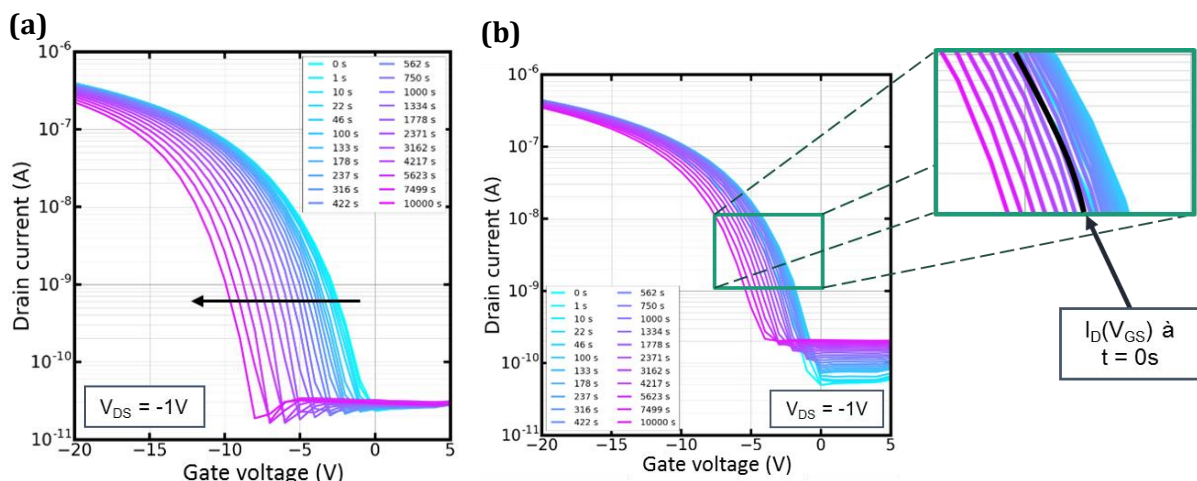 (a)
Drain current (A)
10⁻⁶
10⁻⁷
10⁻⁸
10⁻⁹
10⁻¹⁰
10⁻¹¹
0 s
1 s
10 s
22 s
46 s
100 s
133 s
178 s
237 s
316 s
422 s
562 s
750 s
1000 s
1334 s
1778 s
2371 s
3162 s
4217 s
5623 s
7499 s
10000 s
V_DS = -1V
−20 −15 −10 −5 0 5
Gate voltage (V)
(b)
Drain current (A)
10⁻⁶
10⁻⁷
10⁻⁸
10⁻⁹
10⁻¹⁰
10⁻¹¹
0 s
1 s
10 s
22 s
46 s
100 s
133 s
178 s
237 s
316 s
422 s
562 s
750 s
1000 s
1334 s
1778 s
2371 s
3162 s
4217 s
5623 s
7499 s
10000 s
V_DS = -1V
−20 −15 −10 −5 0 5
Gate voltage (V)
I_D(V_GS) à
t = 0s